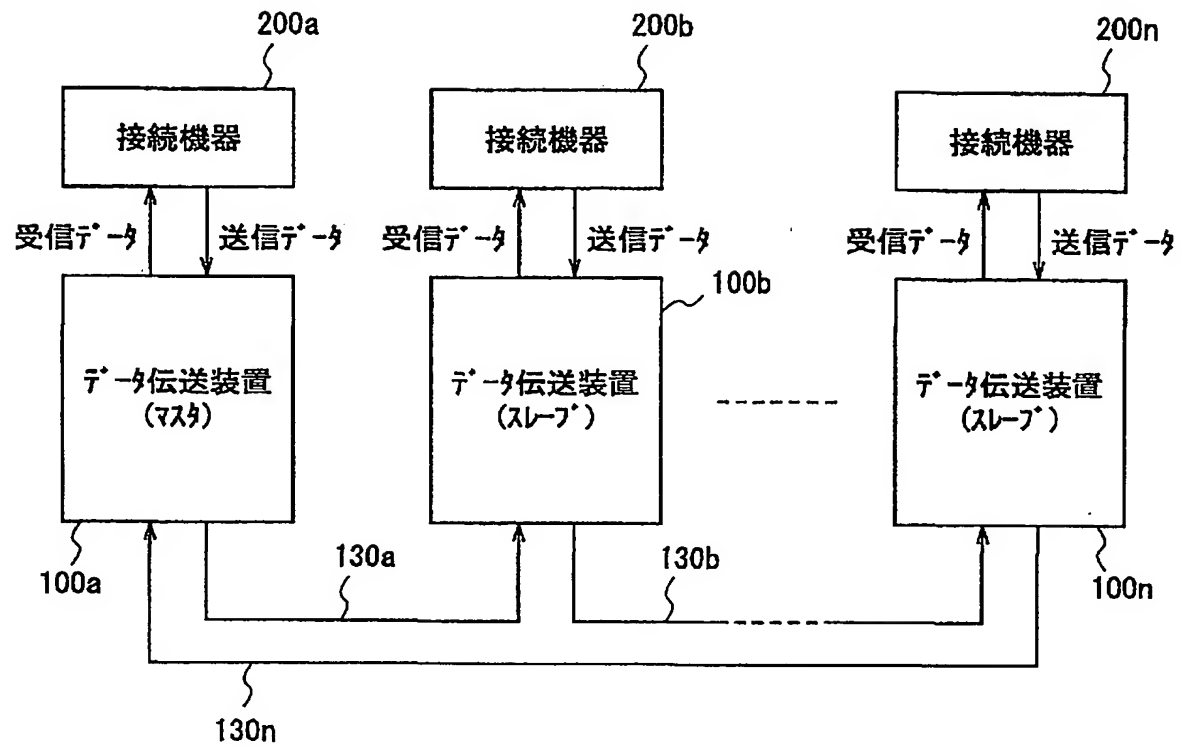 200a
200b
200n
接続機器
接続機器
接続機器
受信ﾃﾞｰﾀ
送信ﾃﾞｰﾀ
受信ﾃﾞｰﾀ
送信ﾃﾞｰﾀ
受信ﾃﾞｰﾀ
送信ﾃﾞｰﾀ
100b
ﾃﾞｰﾀ伝送装置
(ﾏｽﾀ)
ﾃﾞｰﾀ伝送装置
(ｽﾚｰﾌﾞ)
ﾃﾞｰﾀ伝送装置
(ｽﾚｰﾌﾞ)
100a
130a
130b
100n
130n